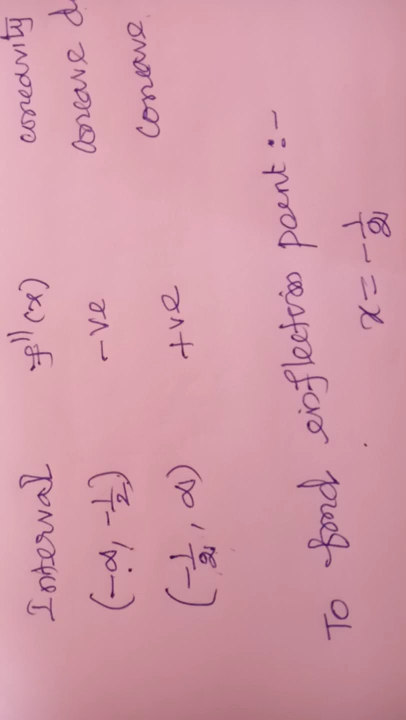 Interval f''(x) concavity
(-∞, -1/2) -ve concave
(-1/2, ∞) +ve concave
To find inflection point :-
x = -1/2